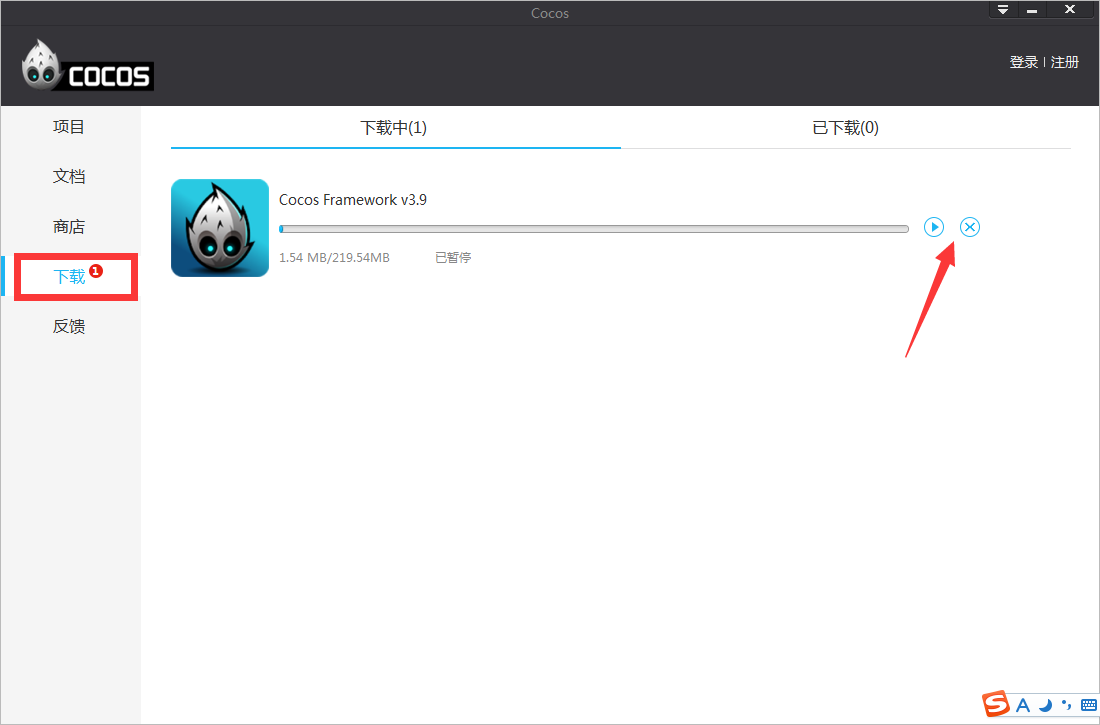 Cocos
COCOS
登录 | 注册
项目
文档
商店
下载 1
反馈
下载中(1)
已下载(0)
Cocos Framework v3.9
1.54 MB/219.54MB
已暂停
S A